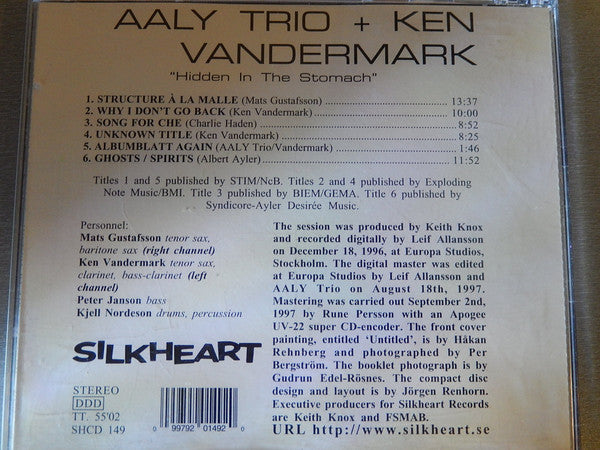 AALY TRIO + KEN
VANDERMARK
"Hidden In The Stomach"
1. STRUCTURE À LA MALLE (Mats Gustafsson) ........ 13:37
2. WHY I DON'T GO BACK (Ken Vandermark) ........ 10:00
3. SONG FOR CHE (Charlie Haden) ........ 8:52
4. UNKNOWN TITLE (Ken Vandermark) ........ 8:25
5. ALBUMBLATT AGAIN (AALY Trio/Vandermark) ........ 1:46
6. GHOSTS / SPIRITS (Albert Ayler) ........ 11:52
Titles 1 and 5 published by STIM/NcB. Titles 2 and 4 published by Exploding
Note Music/BMI. Title 3 published by BIEM/GEMA. Title 6 published by
Syndicore-Ayler Desirée Music.
Personnel:
Mats Gustafsson tenor sax,
baritone sax (right channel)
Ken Vandermark tenor sax,
clarinet, bass-clarinet (left
channel)
Peter Janson bass
Kjell Nordeson drums, percussion
The session was produced by Keith Knox
and recorded digitally by Leif Allansson
on December 18, 1996, at Europa Studios,
Stockholm. The digital master was edited
at Europa Studios by Leif Allansson and
AALY Trio on August 18th, 1997.
Mastering was carried out September 2nd,
1997 by Rune Persson with an Apogee
UV-22 super CD-encoder. The front cover
painting, entitled 'Untitled', is by Håkan
Rehnberg and photographed by Per
Bergström. The booklet photograph is by
Gudrun Edel-Rösnes. The compact disc
design and layout is by Jörgen Renhorn.
Executive producers for Silkheart Records
are Keith Knox and FSMAB.
URL http://www.silkheart.se
SILKHEART
STEREO
DDD
TT. 55'02
SHCD 149
0 99792 01492 0